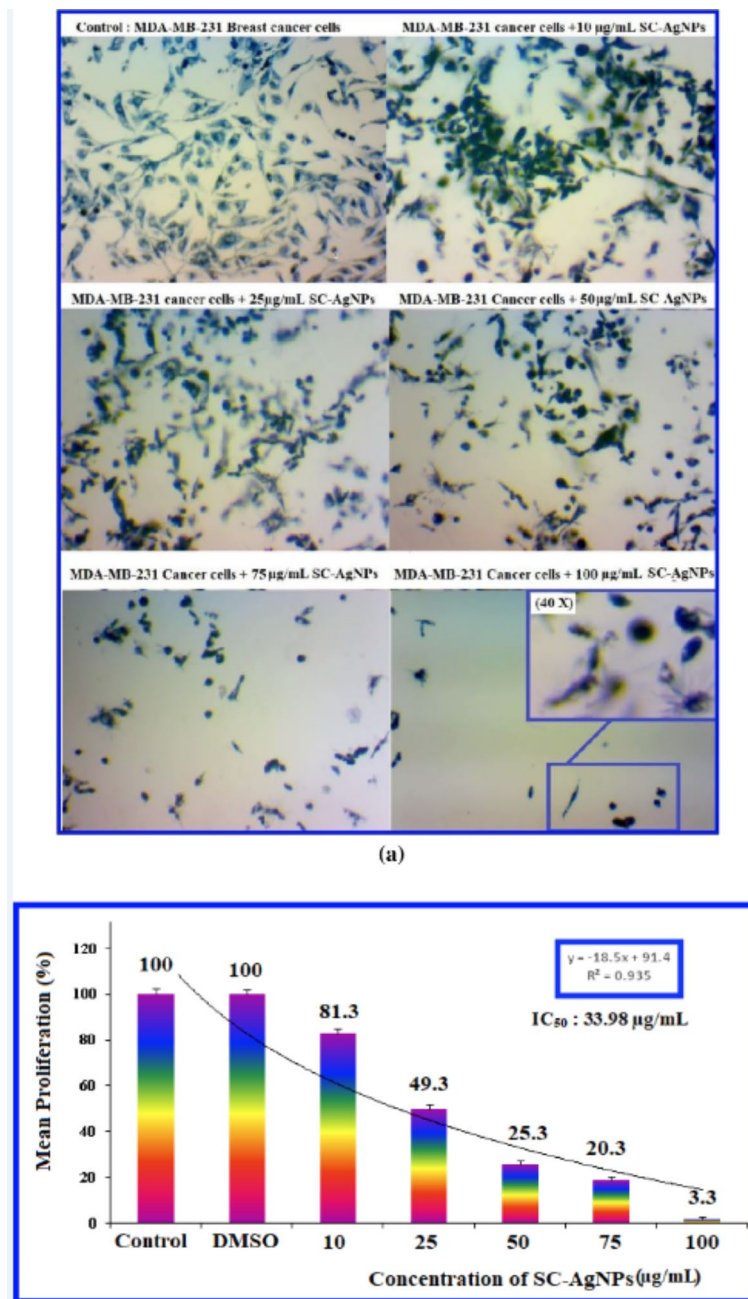 Control : MDA-MB-231 Breast cancer cells
MDA-MB-231 cancer cells +10 µg/mL SC-AgNPs
MDA-MB-231 cancer cells + 25µg/mL SC-AgNPs
MDA-MB-231 Cancer cells + 50µg/mL SC AgNPs
MDA-MB-231 Cancer cells + 75 µg/mL SC-AgNPs
MDA-MB-231 Cancer cells + 100 µg/mL SC-AgNPs
(40 X)
(a)
Mean Proliferation (%)
120
100
80
60
40
20
0
100
100
81.3
49.3
25.3
20.3
3.3
y = -18.5x + 91.4
R² = 0.935
IC₅₀ : 33.98 µg/mL
Control DMSO 10 25 50 75 100
Concentration of SC-AgNPs(µg/mL)